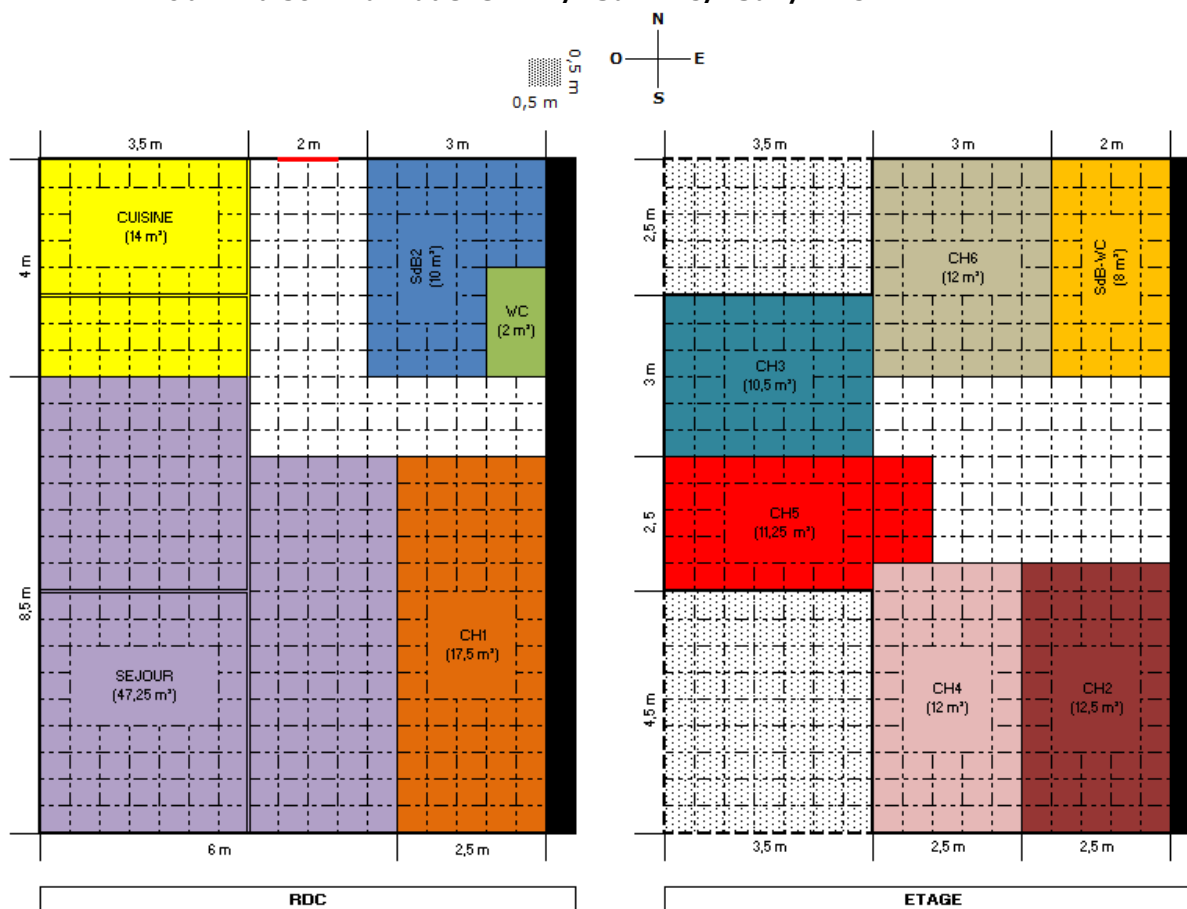 N
O E
S
0,5 m
0,5 m
3,5 m 2 m 3 m
3,5 m 3 m 2 m
4 m
8,5 m
CUISINE
(14 m²)
SdB2
(10 m²)
WC
(2 m²)
SEJOUR
(47,25 m²)
CH1
(17,5 m²)
6 m 2,5 m
RDC
2,5 m
3 m
2,5
4,5 m
CH6
(12 m²)
SdB-WC
(8 m²)
CH3
(10,5 m²)
CH5
(11,25 m²)
CH4
(12 m²)
CH2
(12,5 m²)
3,5 m 2,5 m 2,5 m
ETAGE